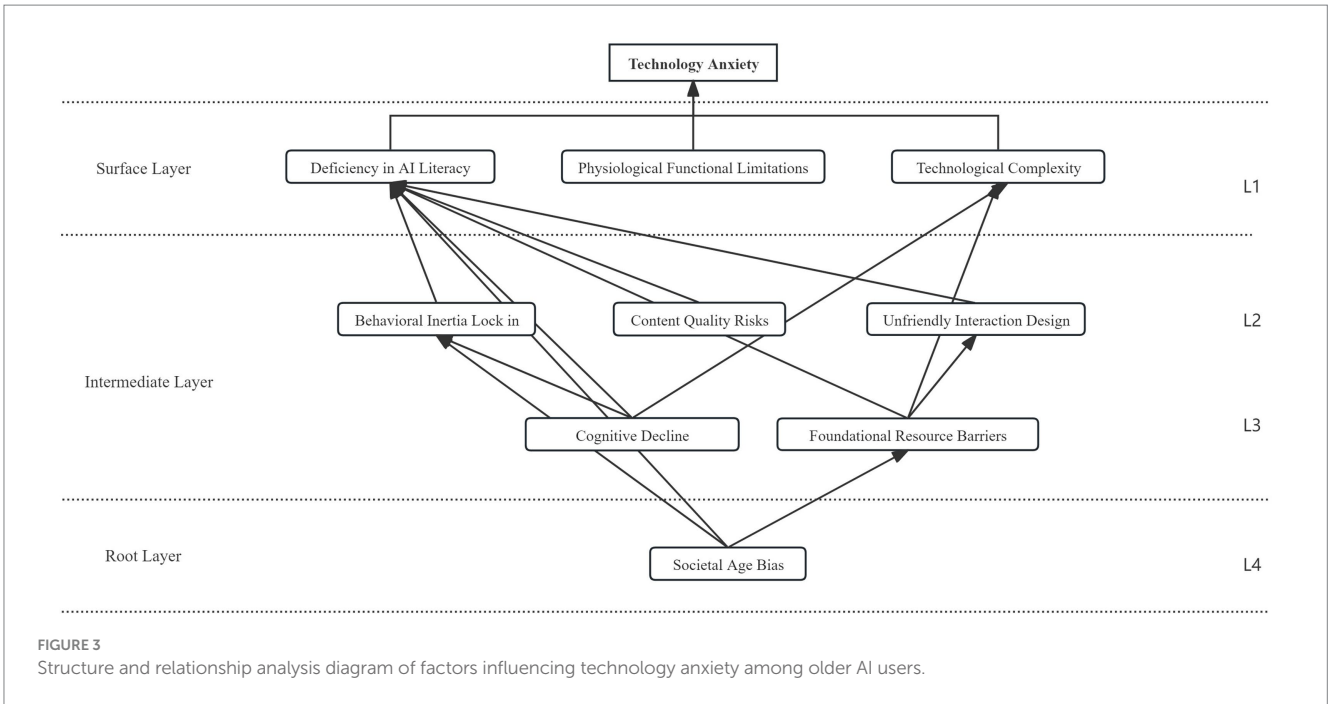 Technology Anxiety
Surface Layer
Deficiency in AI Literacy
Physiological Functional Limitations
Technological Complexity
L1
Behavioral Inertia Lock in
Content Quality Risks
Unfriendly Interaction Design
L2
Intermediate Layer
Cognitive Decline
Foundational Resource Barriers
L3
Root Layer
Societal Age Bias
L4
FIGURE 3
Structure and relationship analysis diagram of factors influencing technology anxiety among older AI users.